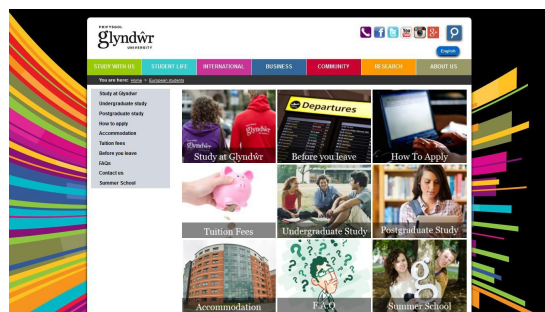 PRIFYSGOL
glyndŵr
UNIVERSITY
English
STUDY WITH US
STUDENT LIFE
INTERNATIONAL
BUSINESS
COMMUNITY
RESEARCH
ABOUT US
You are here: Home > European students
Study at Glyndwr
Undergraduate study
Postgraduate study
How to apply
Accommodation
Tuition fees
Before you leave
FAQs
Contact us
Summer School
glyndŵr
Study at Glyndŵr
Departures
Before you leave
How To Apply
Tuition Fees
Undergraduate Study
Postgraduate Study
Accommodation
F.A.Q.
g
Summer School